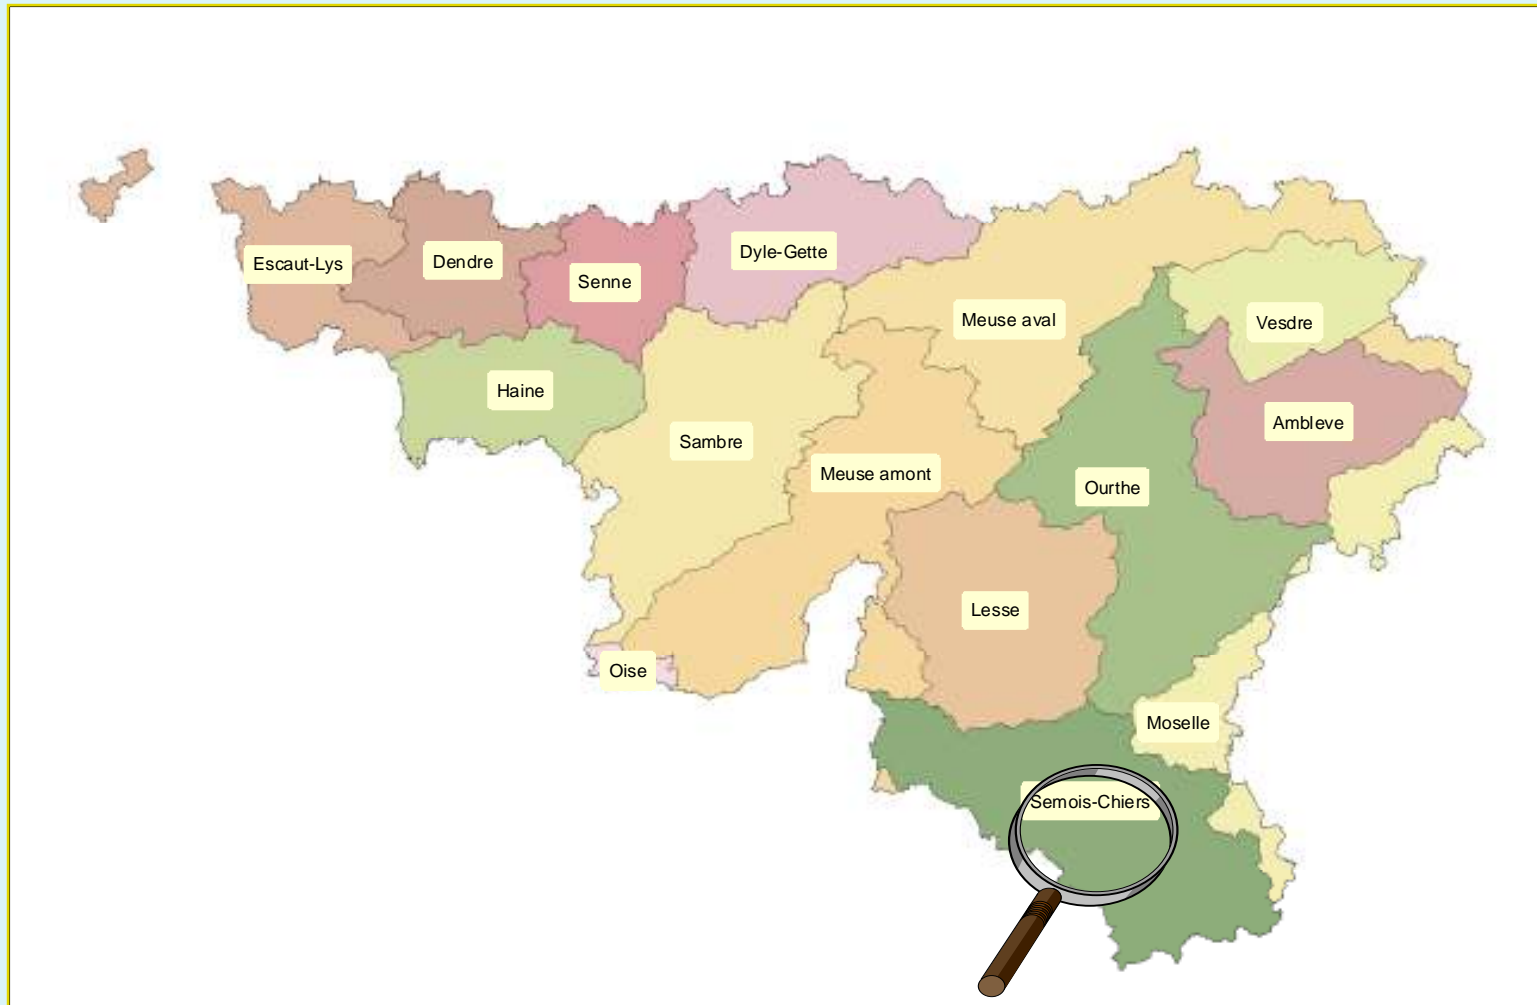 Escaut-Lys
Dendre
Senne
Dyle-Gette
Meuse aval
Vesdre
Haine
Sambre
Meuse amont
Ourthe
Ambleve
Lesse
Oise
Moselle
Semois-Chiers